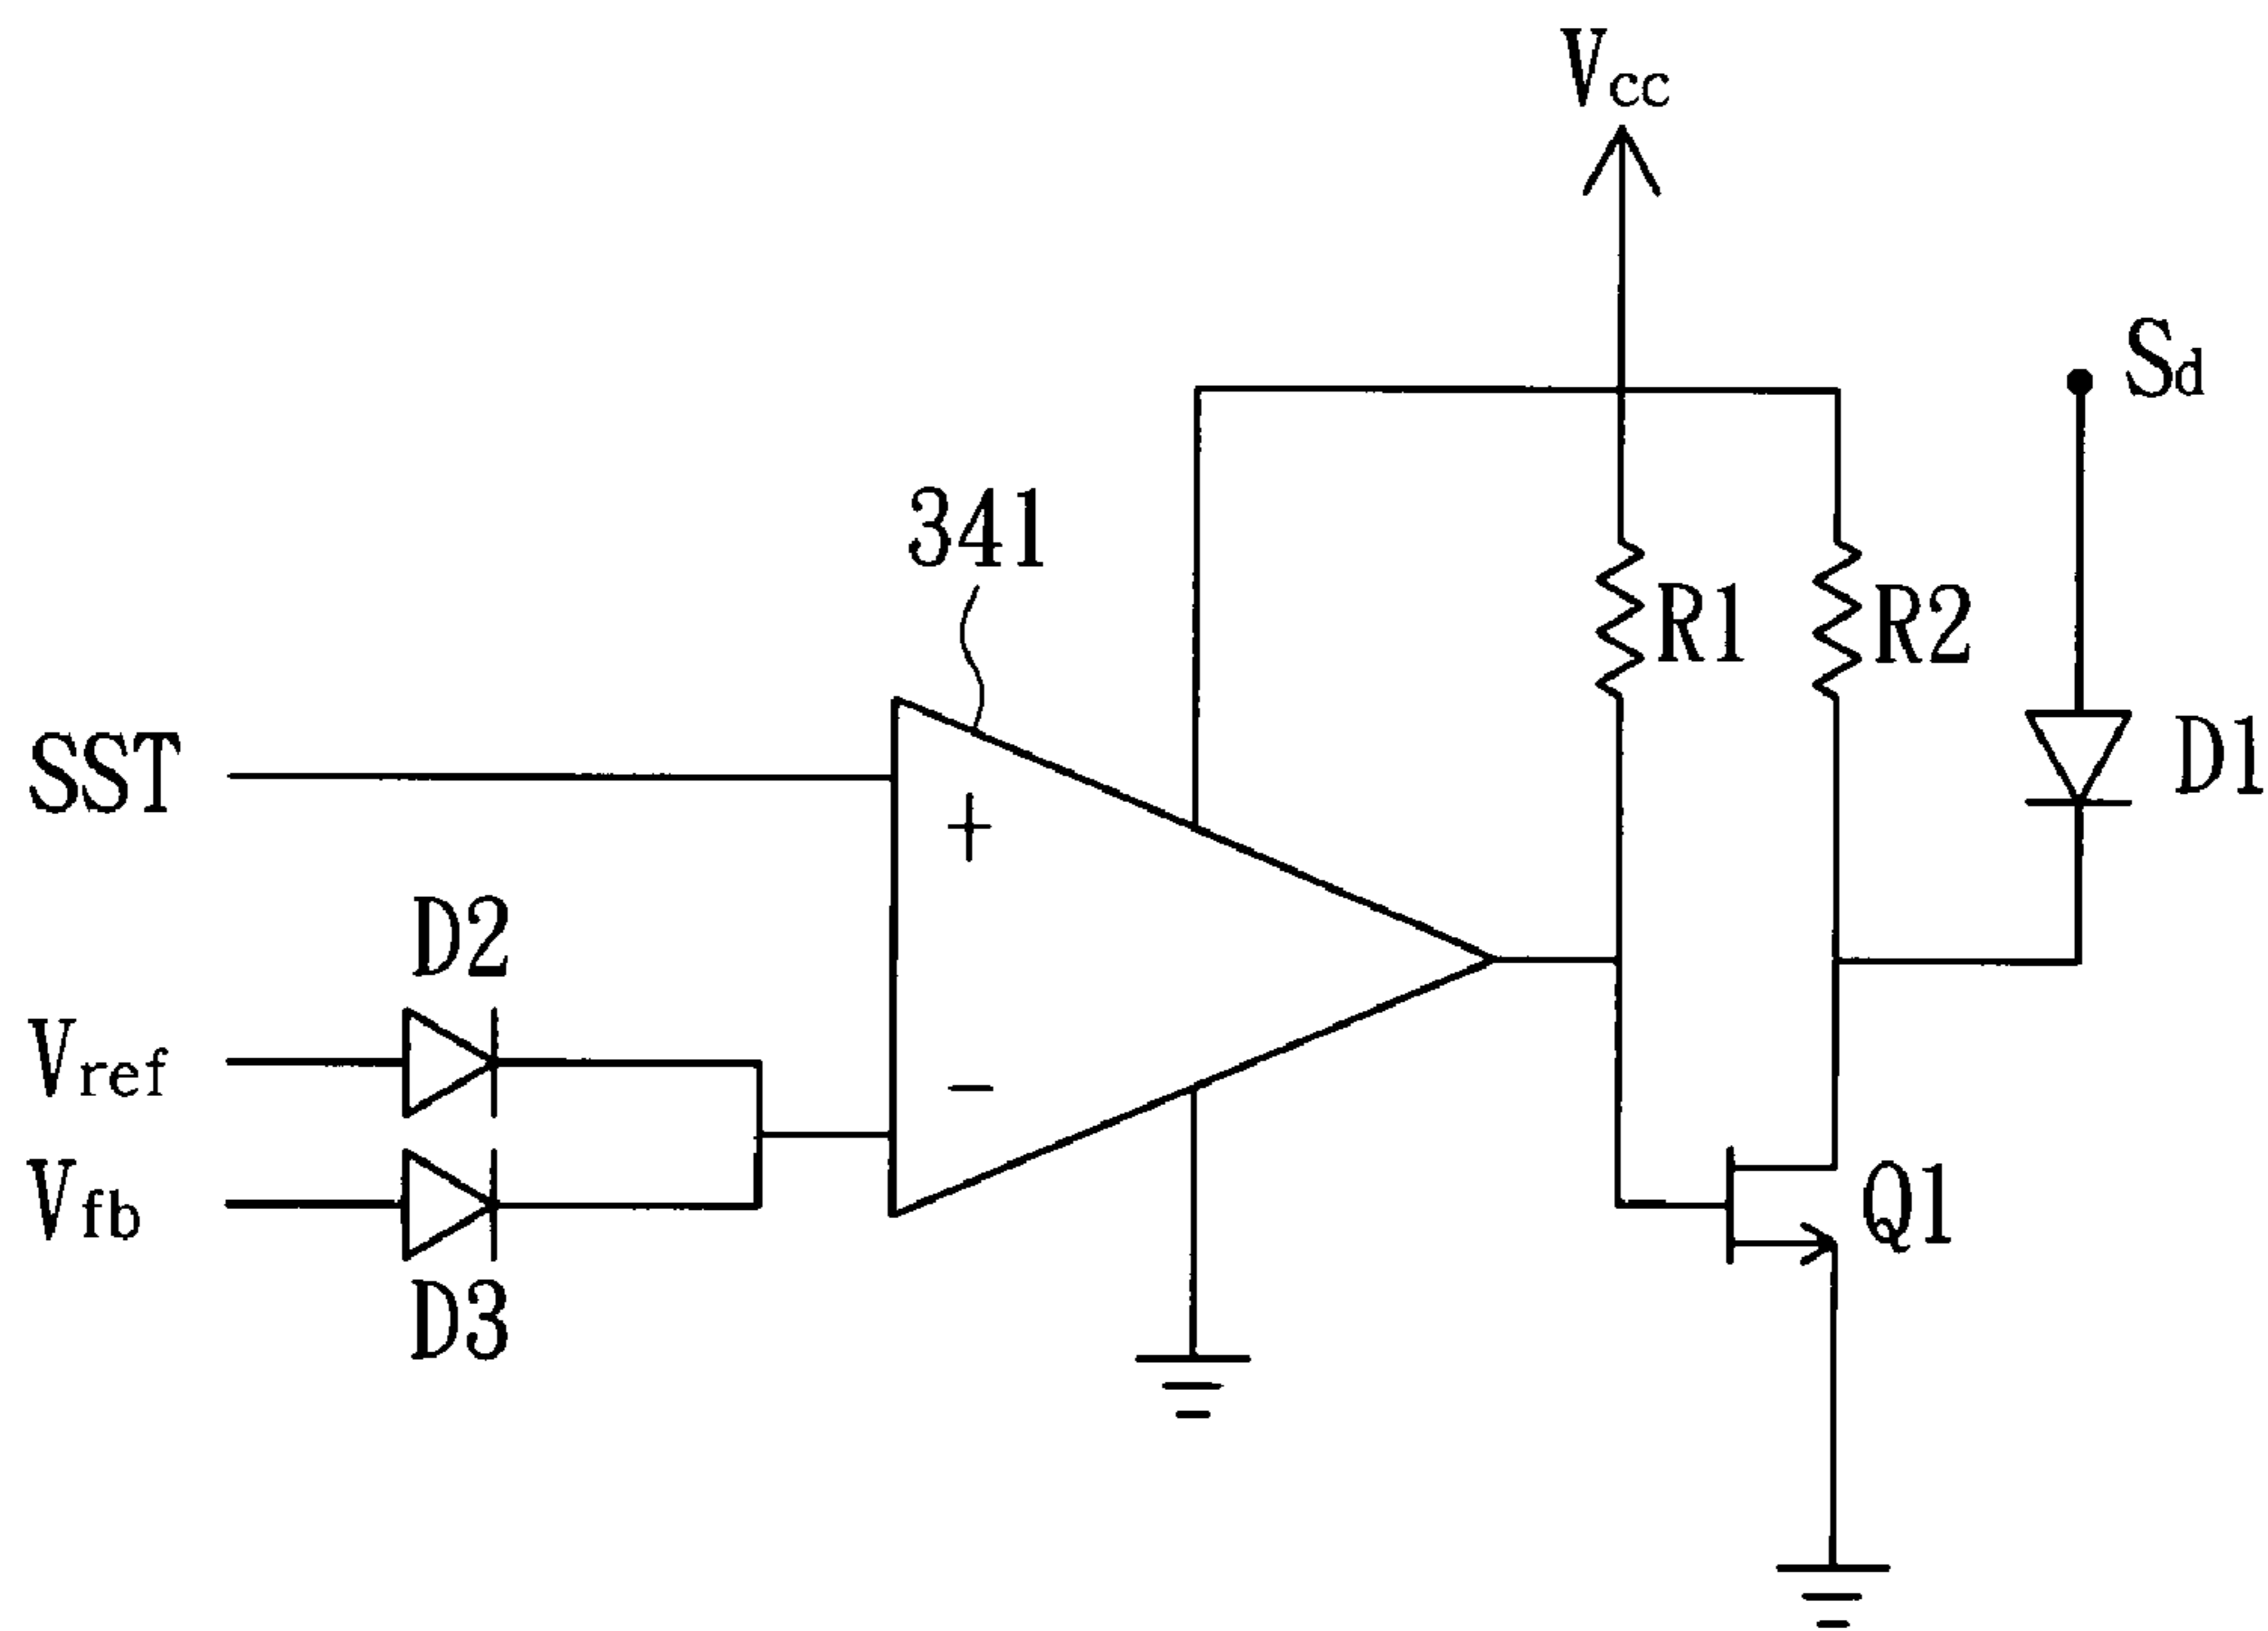 Vcc
Sd
341
R1
R2
SST
D1
+
D2
Vref
−
Vfb
Q1
D3